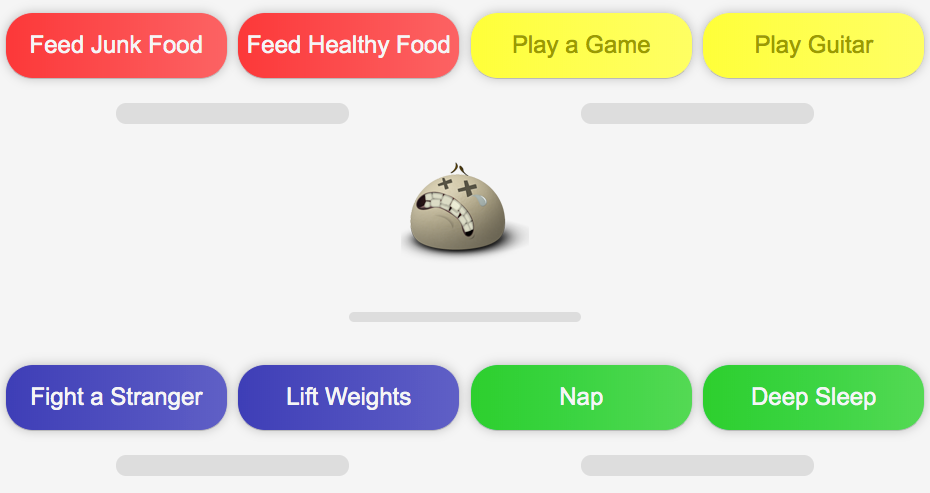 Feed Junk Food
Feed Healthy Food
Play a Game
Play Guitar
Fight a Stranger
Lift Weights
Nap
Deep Sleep